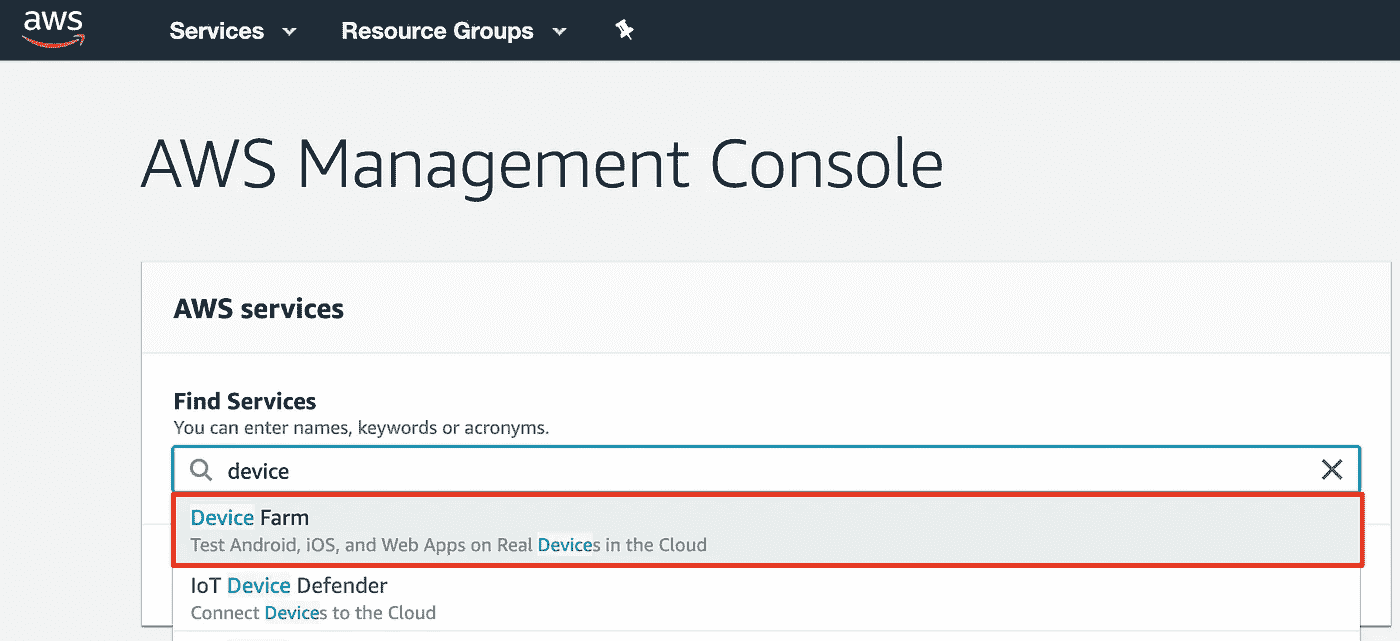 aws
Services
Resource Groups
AWS Management Console
AWS services
Find Services
You can enter names, keywords or acronyms.
device
Device Farm
Test Android, iOS, and Web Apps on Real Devices in the Cloud
IoT Device Defender
Connect Devices to the Cloud